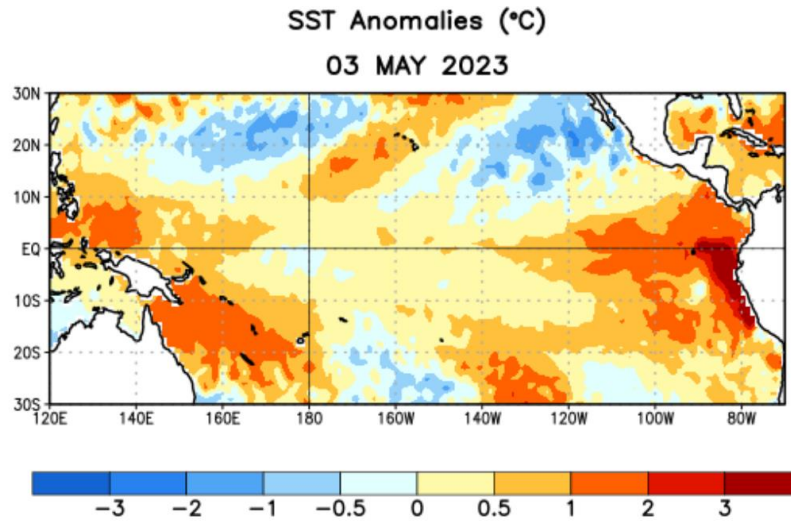 SST Anomalies (°C)
03 MAY 2023
30N
20N
10N
EQ
10S
20S
30S
120E 140E 160E 180 160W 140W 120W 100W 80W
-3 -2 -1 -0.5 0 0.5 1 2 3